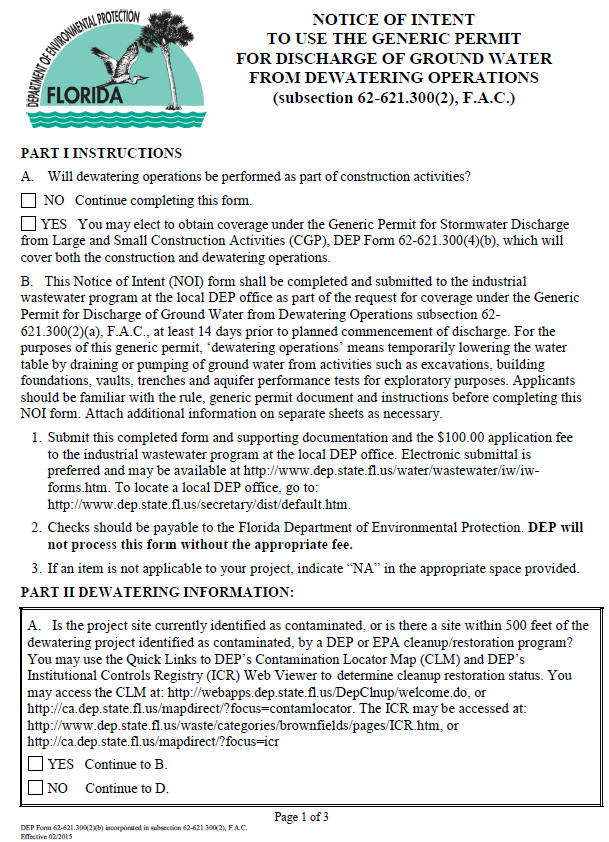 DEPARTMENT OF ENVIRONMENTAL PROTECTION
FLORIDA
NOTICE OF INTENT
TO USE THE GENERIC PERMIT
FOR DISCHARGE OF GROUND WATER
FROM DEWATERING OPERATIONS
(subsection 62-621.300(2), F.A.C.)
PART I INSTRUCTIONS
A. Will dewatering operations be performed as part of construction activities?
NO Continue completing this form.
YES You may elect to obtain coverage under the Generic Permit for Stormwater Discharge
from Large and Small Construction Activities (CGP), DEP Form 62-621.300(4)(b), which will
cover both the construction and dewatering operations.
B. This Notice of Intent (NOI) form shall be completed and submitted to the industrial
wastewater program at the local DEP office as part of the request for coverage under the Generic
Permit for Discharge of Ground Water from Dewatering Operations subsection 62-
621.300(2)(a), F.A.C., at least 14 days prior to planned commencement of discharge. For the
purposes of this generic permit, ‘dewatering operations’ means temporarily lowering the water
table by draining or pumping of ground water from activities such as excavations, building
foundations, vaults, trenches and aquifer performance tests for exploratory purposes. Applicants
should be familiar with the rule, generic permit document and instructions before completing this
NOI form. Attach additional information on separate sheets as necessary.
1. Submit this completed form and supporting documentation and the $100.00 application fee
to the industrial wastewater program at the local DEP office. Electronic submittal is
preferred and may be available at http://www.dep.state.fl.us/water/wastewater/iw/iw-
forms.htm. To locate a local DEP office, go to:
http://www.dep.state.fl.us/secretary/dist/default.htm.
2. Checks should be payable to the Florida Department of Environmental Protection. DEP will
not process this form without the appropriate fee.
3. If an item is not applicable to your project, indicate “NA” in the appropriate space provided.
PART II DEWATERING INFORMATION:
A. Is the project site currently identified as contaminated, or is there a site within 500 feet of the
dewatering project identified as contaminated, by a DEP or EPA cleanup/restoration program?
You may use the Quick Links to DEP’s Contamination Locator Map (CLM) and DEP’s
Institutional Controls Registry (ICR) Web Viewer to determine cleanup restoration status. You
may access the CLM at: http://webapps.dep.state.fl.us/DepClnup/welcome.do, or
http://ca.dep.state.fl.us/mapdirect/?focus=contamlocator. The ICR may be accessed at:
http://www.dep.state.fl.us/waste/categories/brownfields/pages/ICR.htm, or
http://ca.dep.state.fl.us/mapdirect/?focus=icr
YES Continue to B.
NO Continue to D.
Page 1 of 3
DEP Form 62-621.300(2)(b) incorporated in subsection 62-621.300(2), F.A.C.
Effective 02/2015